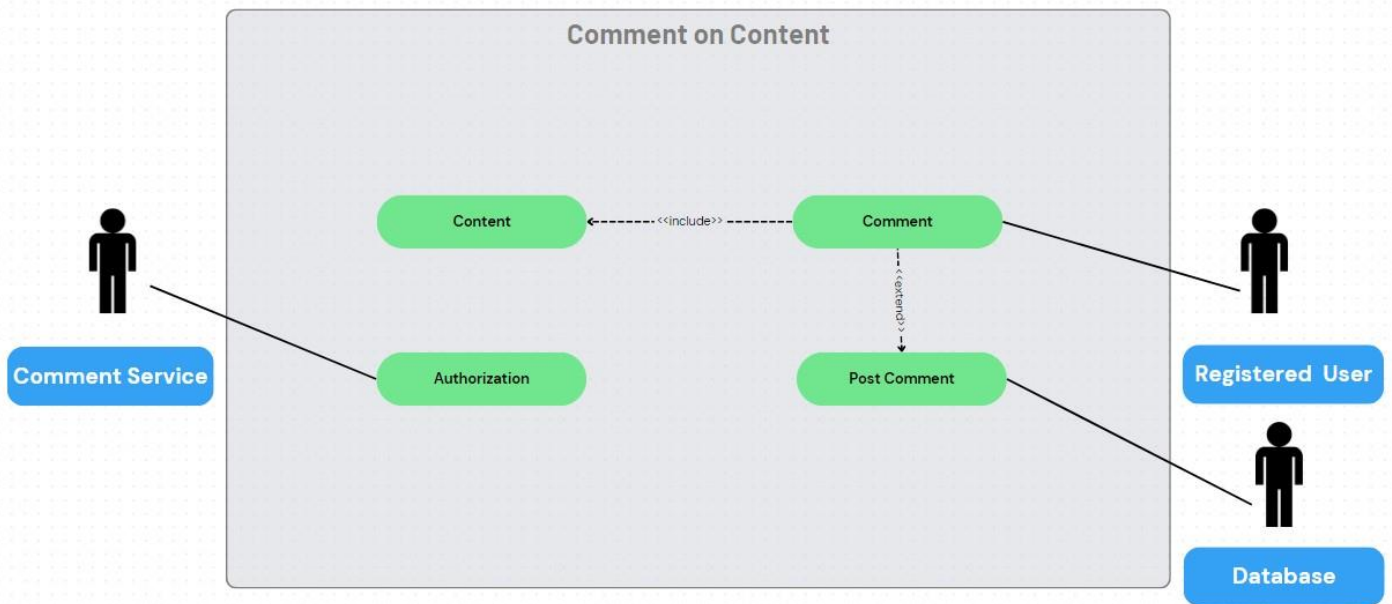 Comment on Content
Content
<<include>>
Comment
<<extend>>
Comment Service
Authorization
Post Comment
Registered User
Database